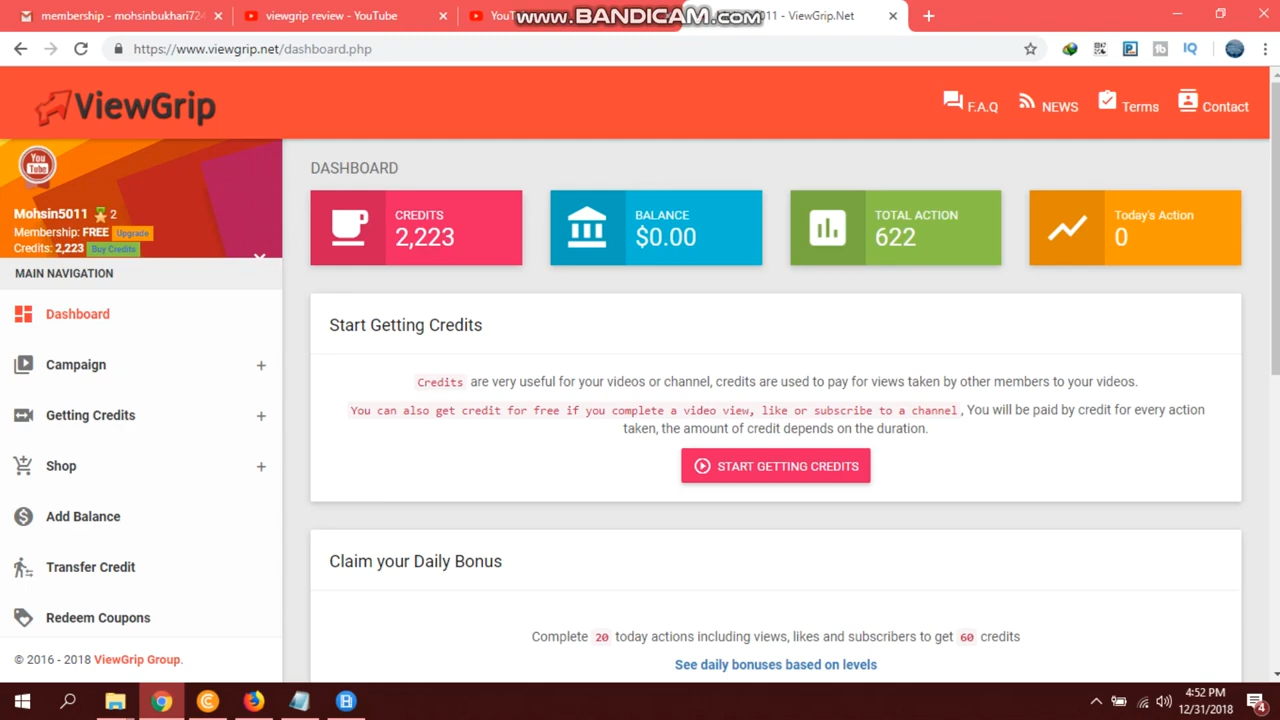 membership - mohsinbukhari724
viewgrip review - YouTube
YouT
www.BANDICAM.com
5011 - ViewGrip.Net
https://www.viewgrip.net/dashboard.php
ViewGrip
F.A.Q
NEWS
Terms
Contact
You
Tube
Mohsin5011 2
Membership: FREE Upgrade
Credits: 2,223 Buy Credits
MAIN NAVIGATION
Dashboard
Campaign +
Getting Credits +
Shop +
Add Balance
Transfer Credit
Redeem Coupons
© 2016 - 2018 ViewGrip Group.
DASHBOARD
CREDITS
2,223
BALANCE
$0.00
TOTAL ACTION
622
Today's Action
0
Start Getting Credits
Credits are very useful for your videos or channel, credits are used to pay for views taken by other members to your videos.
You can also get credit for free if you complete a video view, like or subscribe to a channel, You will be paid by credit for every action
taken, the amount of credit depends on the duration.
START GETTING CREDITS
Claim your Daily Bonus
Complete 20 today actions including views, likes and subscribers to get 60 credits
See daily bonuses based on levels
4:52 PM
12/31/2018
4